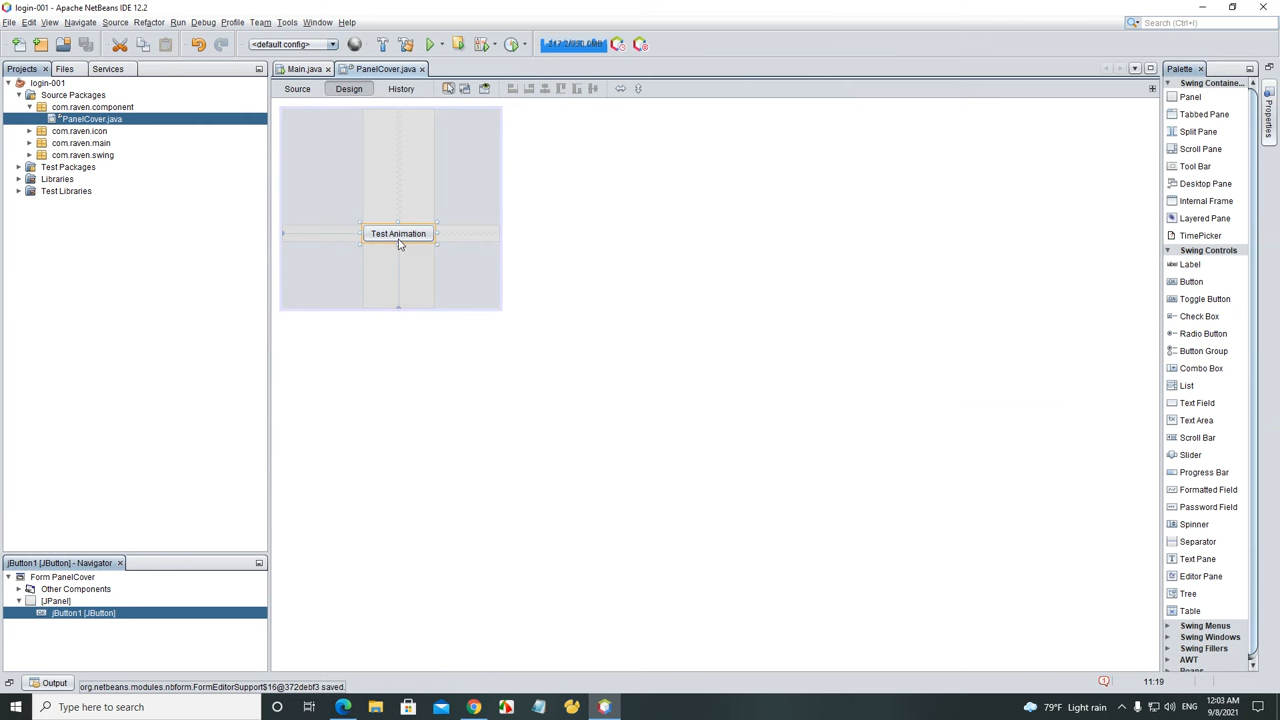 login-001 - Apache NetBeans IDE 12.2
File Edit View Navigate Source Refactor Run Debug Profile Team Tools Window Help
Search (Ctrl+I)
<default config>
Projects Files Services
Main.java PanelCover.java
Palette
login-001
Source Design History
Swing Containe...
Source Packages
Panel
com.raven.component
Tabbed Pane
PanelCover.java
Split Pane
com.raven.icon
Scroll Pane
com.raven.main
com.raven.swing
Tool Bar
Test Packages
Desktop Pane
Libraries
Internal Frame
Test Libraries
Layered Pane
TimePicker
Properties
Test Animation
Swing Controls
Label
Button
Toggle Button
Check Box
Radio Button
Button Group
Combo Box
List
Text Field
Text Area
Scroll Bar
Slider
Progress Bar
Formatted Field
Password Field
Spinner
Separator
Text Pane
Editor Pane
Tree
Table
Swing Menus
Swing Windows
Swing Fillers
AWT
jButton1 [JButton] - Navigator
Form PanelCover
Other Components
[JPanel]
jButton1 [JButton]
Output
org.netbeans.modules.nbform.FormEditorSupport$16@372debf3 saved.
11:19
Type here to search
79°F Light rain
ENG
12:03 AM
9/8/2021